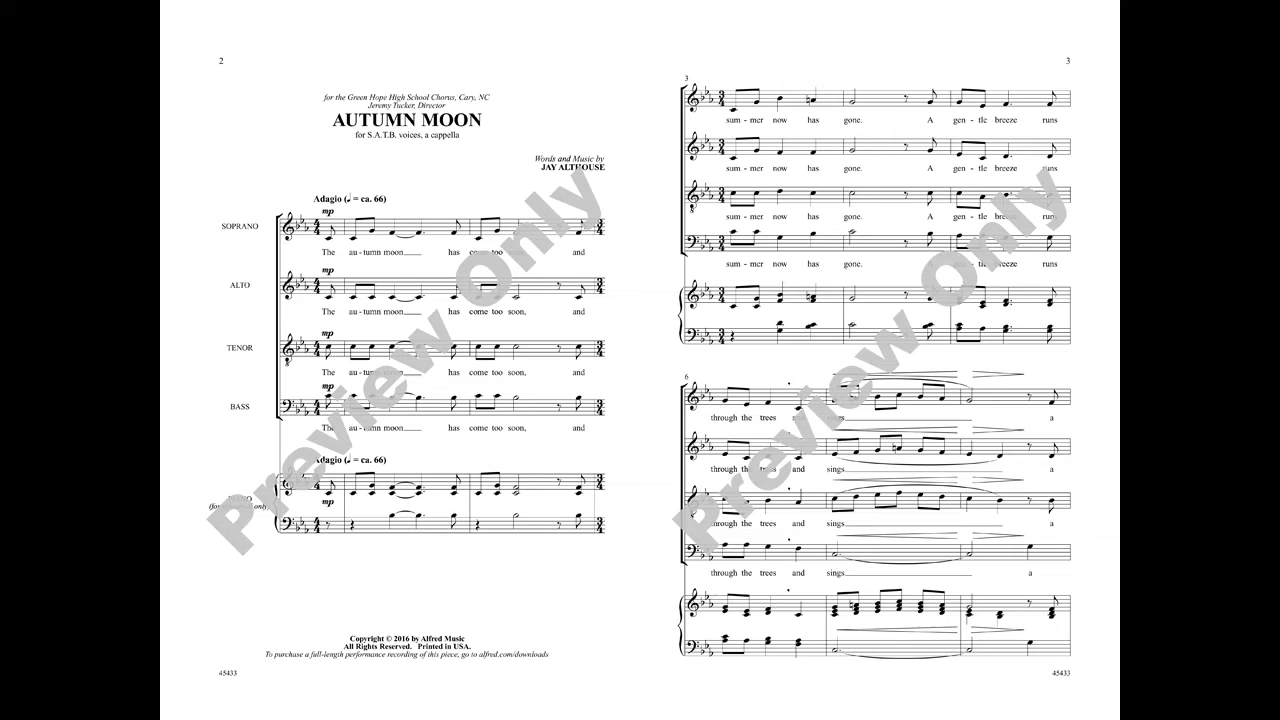 2
for the Green Hope High School Chorus, Cary, NC
Jeremy Tucker, Director
AUTUMN MOON
for S.A.T.B. voices, a cappella
Words and Music by
JAY ALTHOUSE
Adagio (♩ = ca. 66)
mp
SOPRANO
The au - tumn moon has come too and
mp
ALTO
The au - tumn moon has come too soon, and
mp
TENOR
The au - tumn moon has come too soon, and
mp
BASS
The au - tumn moon has come too soon, and
Adagio (♩ = ca. 66)
mp
only)
Preview Only
Copyright © 2016 by Alfred Music
All Rights Reserved. Printed in USA.
To purchase a full-length performance recording of this piece, go to alfred.com/downloads
45433
3
3
sum - mer now has gone. A gen - tle breeze runs
sum - mer now has gone. A gen - tle breeze runs
sum - mer now has gone. A gen - tle breeze runs
sum - mer now has gone. gen - tle breeze runs
6
through the trees and sings a
through the trees and sings a
through the trees and sings a
through the trees and sings a
Preview Only
45433